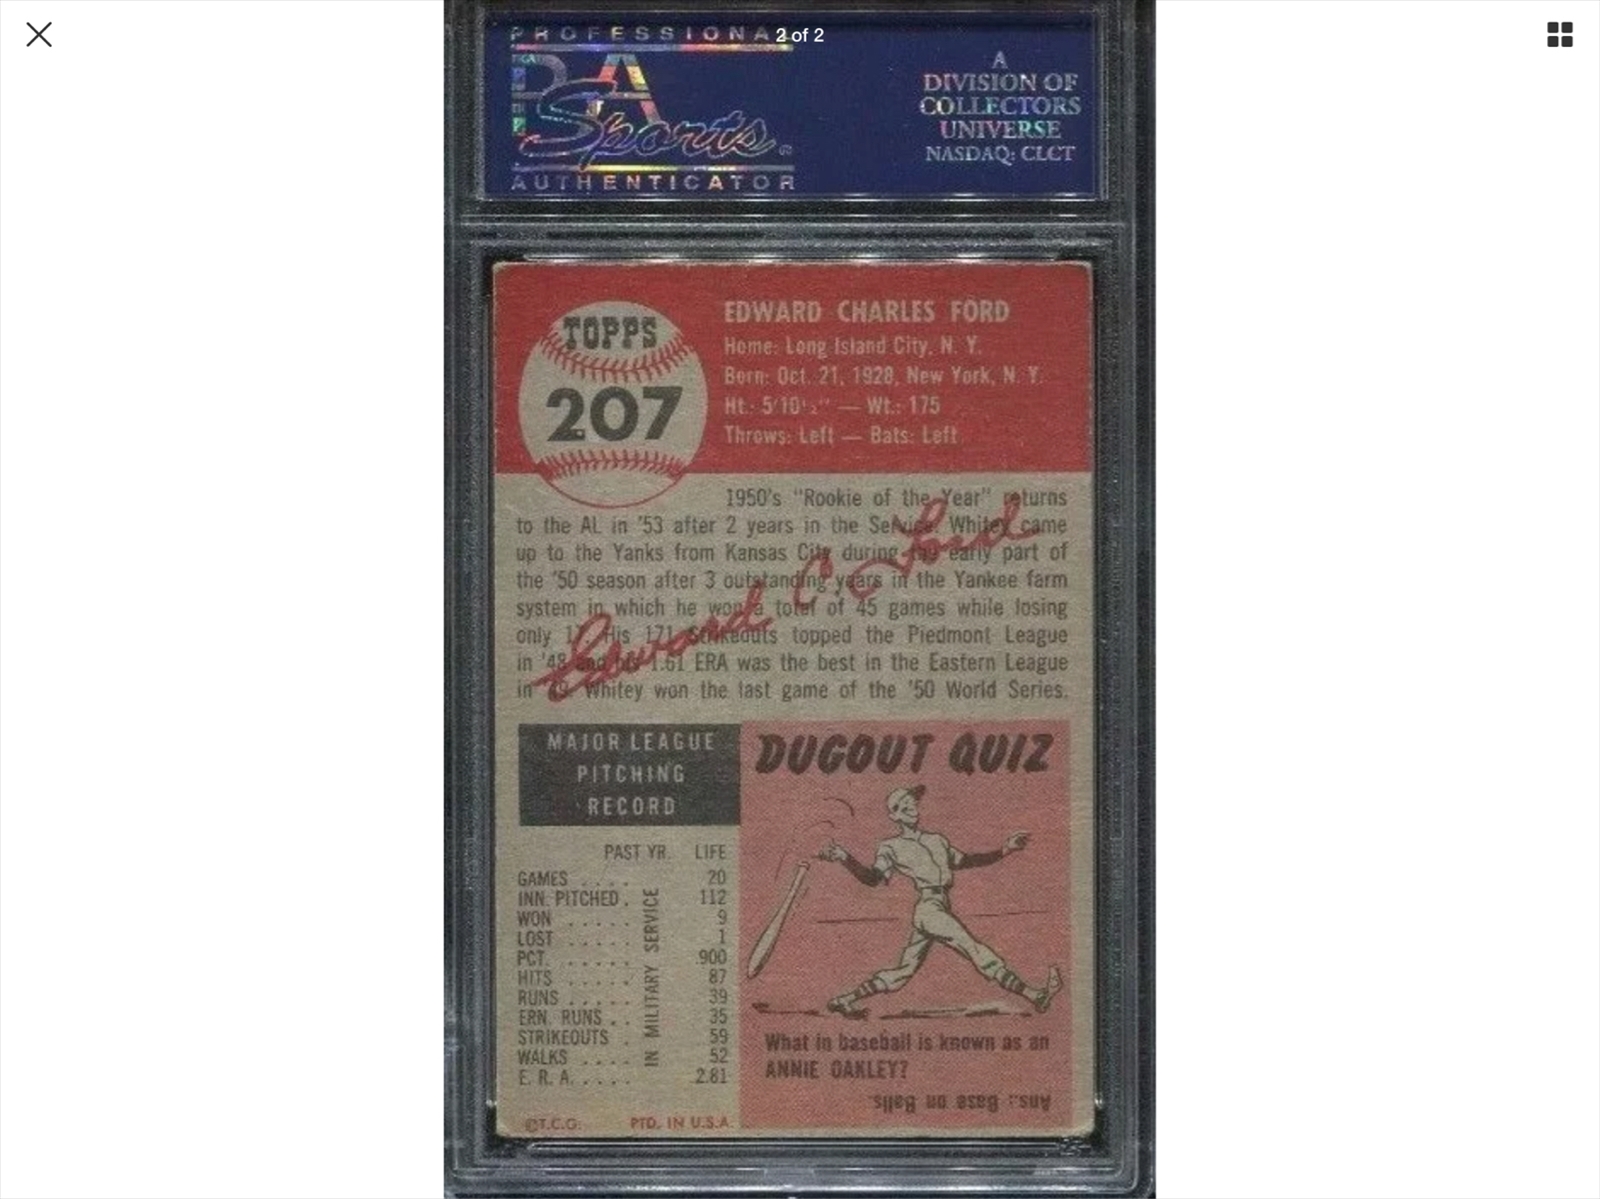 2 of 2
PROFESSIONAL
PSA
Sports
AUTHENTICATOR
A
DIVISION OF
COLLECTORS
UNIVERSE
NASDAQ: CLCT
TOPPS
207
EDWARD CHARLES FORD
Home: Long Island City, N. Y.
Born: Oct. 21, 1928, New York, N. Y.
Ht.: 5'10½" — Wt.: 175
Throws: Left — Bats: Left
1950's "Rookie of the Year" returns
to the AL in '53 after 2 years in the Service. Whitey came
up to the Yanks from Kansas City during the early part of
the '50 season after 3 outstanding years in the Yankee farm
system in which he won a total of 45 games while losing
only 17. His 171 Strikeouts topped the Piedmont League
in '48 and his 1.61 ERA was the best in the Eastern League
in '49. Whitey won the last game of the '50 World Series.
Edward C. Ford
MAJOR LEAGUE
PITCHING
RECORD
PAST YR. LIFE
GAMES .... 20
INN. PITCHED . 112
WON ..... 9
LOST ..... 1
PCT. ..... .900
HITS ..... 87
RUNS ..... 39
ERN. RUNS .. 35
STRIKEOUTS . 59
WALKS .... 52
E. R. A. .... 2.81
IN MILITARY SERVICE
©T.C.G. PTD. IN U.S.A.
DUGOUT QUIZ
What in baseball is known as an
ANNIE OAKLEY?
Ans.: Base on Balls.